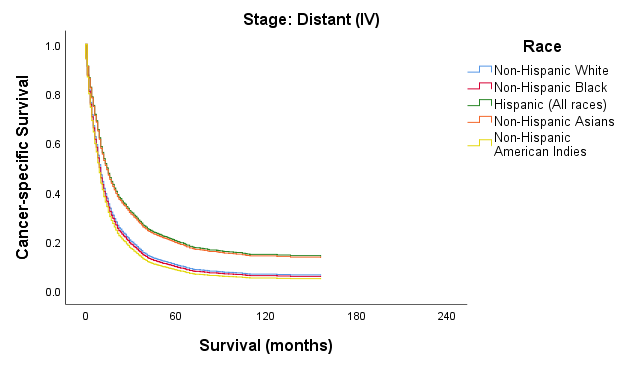 Stage: Distant (IV)
Cancer-specific Survival
1.0
0.8
0.6
0.4
0.2
0.0
0 60 120 180 240
Survival (months)
Race
Non-Hispanic White
Non-Hispanic Black
Hispanic (All races)
Non-Hispanic Asians
Non-Hispanic
American Indies